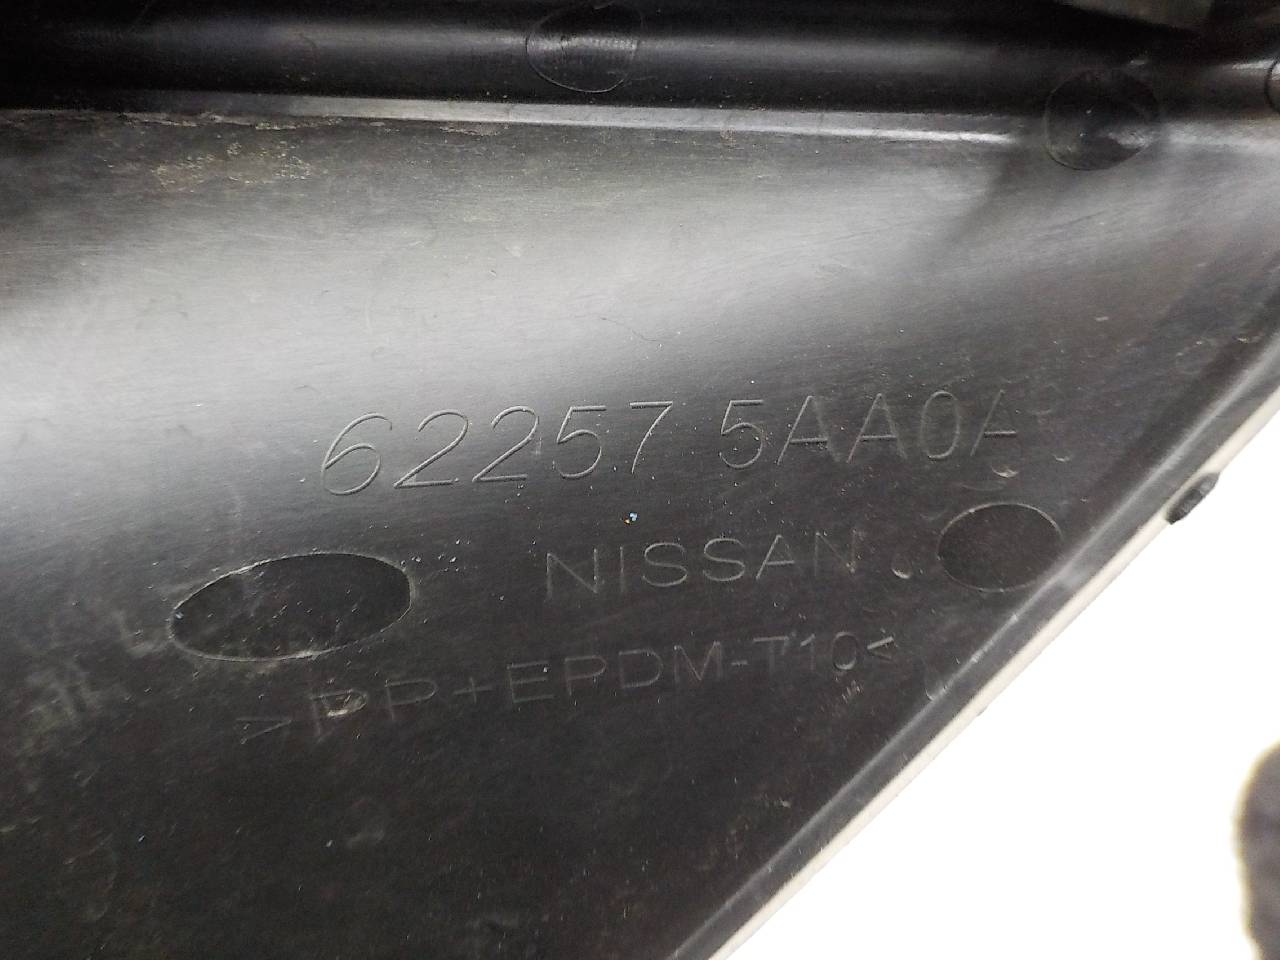 62257 5AA0A
NISSAN
>PP+EPDM-T10<